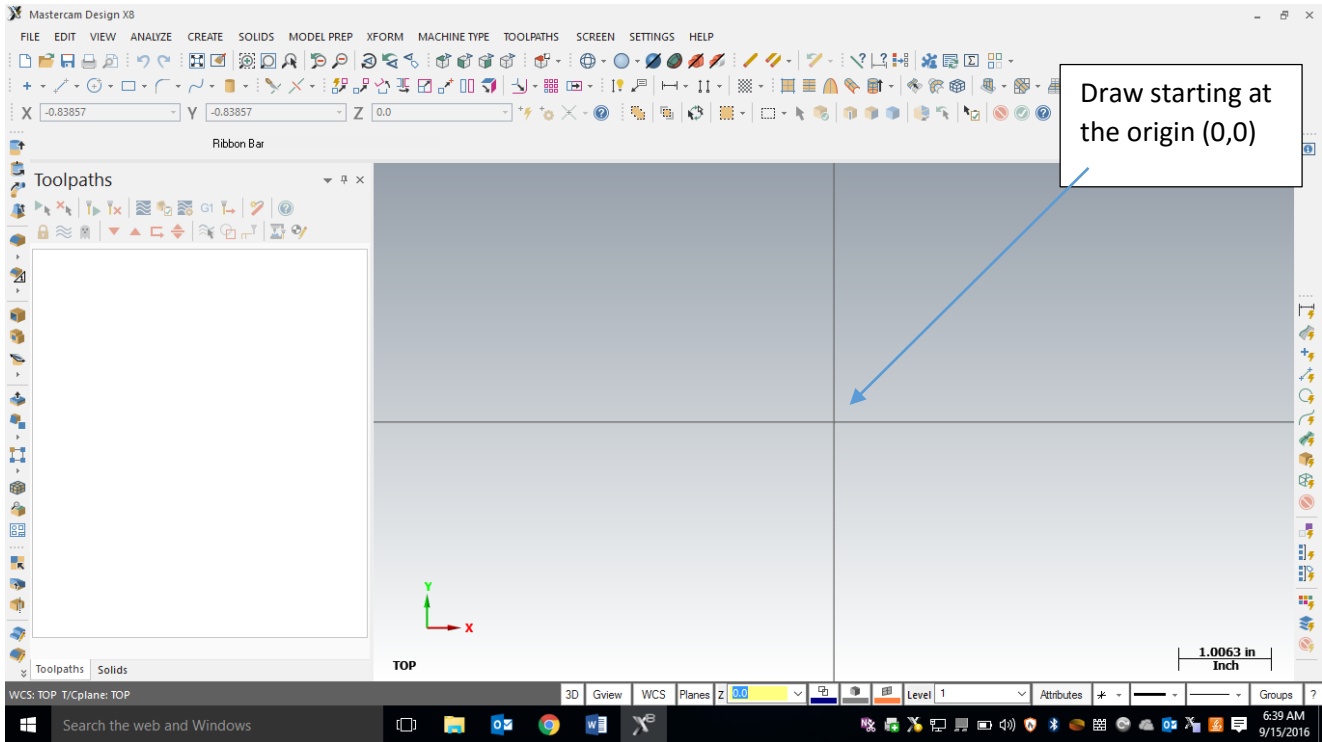 Mastercam Design X8
FILE EDIT VIEW ANALYZE CREATE SOLIDS MODEL PREP XFORM MACHINE TYPE TOOLPATHS SCREEN SETTINGS HELP
Draw starting at
the origin (0,0)
X -0.83857 Y -0.83857 Z 0.0
Ribbon Bar
Toolpaths
G1
Y
X
TOP
1.0063 in
Inch
Toolpaths Solids
WCS: TOP T/Cplane: TOP 3D Gview WCS Planes Z 0.0 Level 1 Attributes Groups ?
Search the web and Windows
6:39 AM
9/15/2016